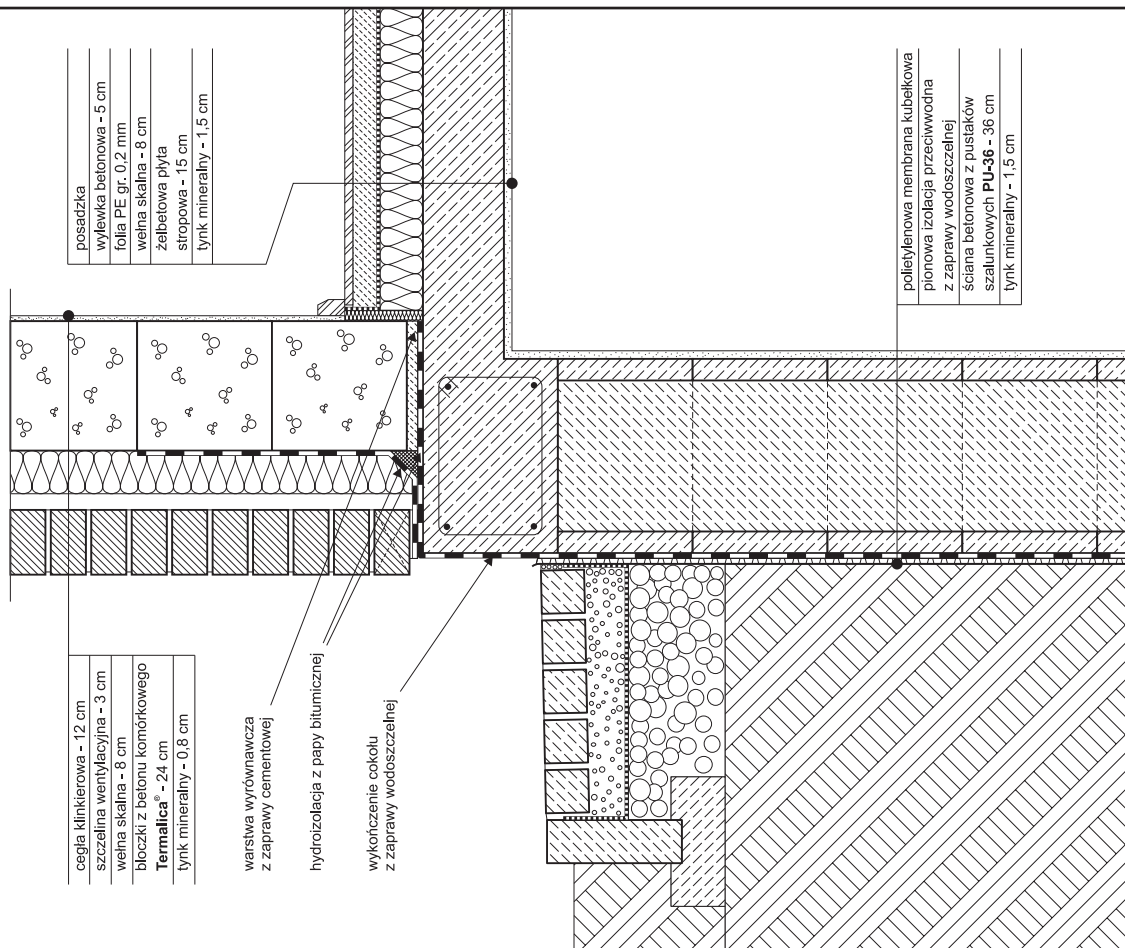 posadzka
wylewka betonowa - 5 cm
folia PE gr. 0,2 mm
wełna skalna - 8 cm
żelbetowa płyta
stropowa - 15 cm
tynk mineralny - 1,5 cm
polietylenowa membrana kubełkowa
pionowa izolacja przeciwwodna
z zaprawy wodoszczelnej
ściana betonowa z pustaków
szalunkowych PU-36 - 36 cm
tynk mineralny - 1,5 cm
cegła klinkierowa - 12 cm
szczelina wentylacyjna - 3 cm
wełna skalna - 8 cm
bloczki z betonu komórkowego
Termalica® - 24 cm
tynk mineralny - 0,8 cm
warstwa wyrównawcza
z zaprawy cementowej
hydroizolacja z papy bitumicznej
wykończenie cokołu
z zaprawy wodoszczelnej